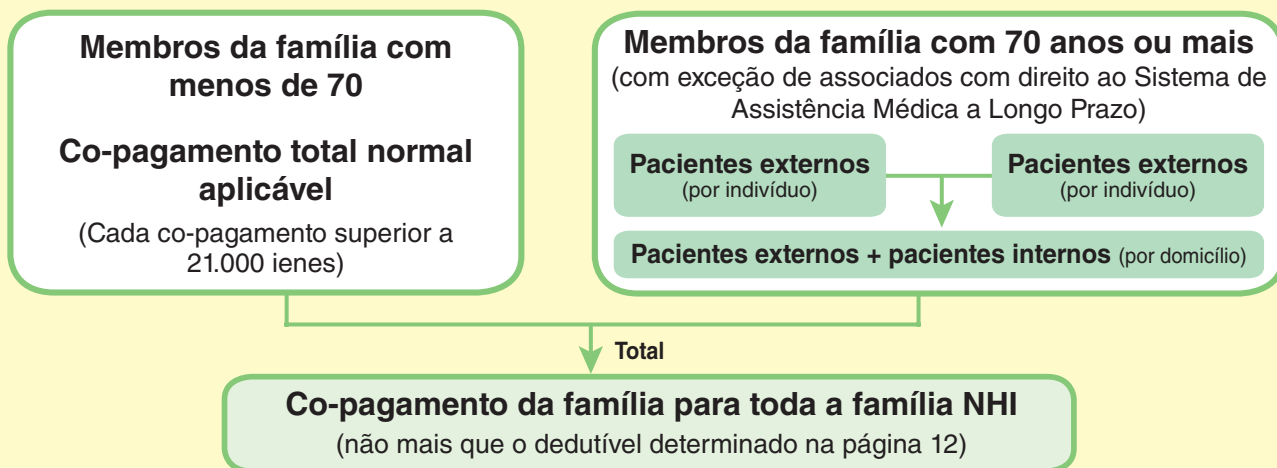 Membros da família com
menos de 70
Co-pagamento total normal
aplicável
(Cada co-pagamento superior a
21.000 ienes)
Membros da família com 70 anos ou mais
(com exceção de associados com direito ao Sistema de
Assistência Médica a Longo Prazo)
Pacientes externos
(por indivíduo)
Pacientes externos
(por indivíduo)
Pacientes externos + pacientes internos (por domicílio)
Total
Co-pagamento da família para toda a família NHI
(não mais que o dedutível determinado na página 12)